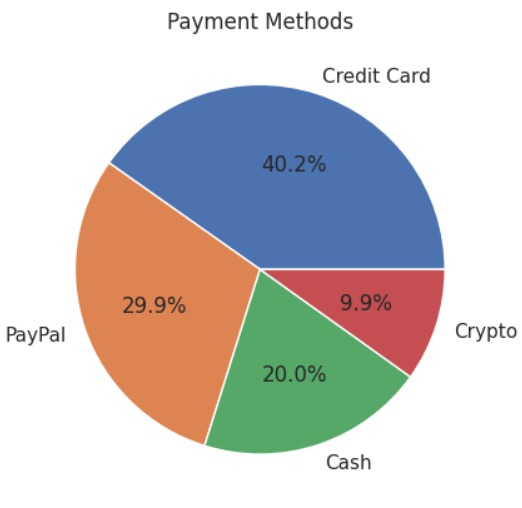 Payment Methods
Credit Card
40.2%
29.9%
PayPal
9.9%
Crypto
20.0%
Cash